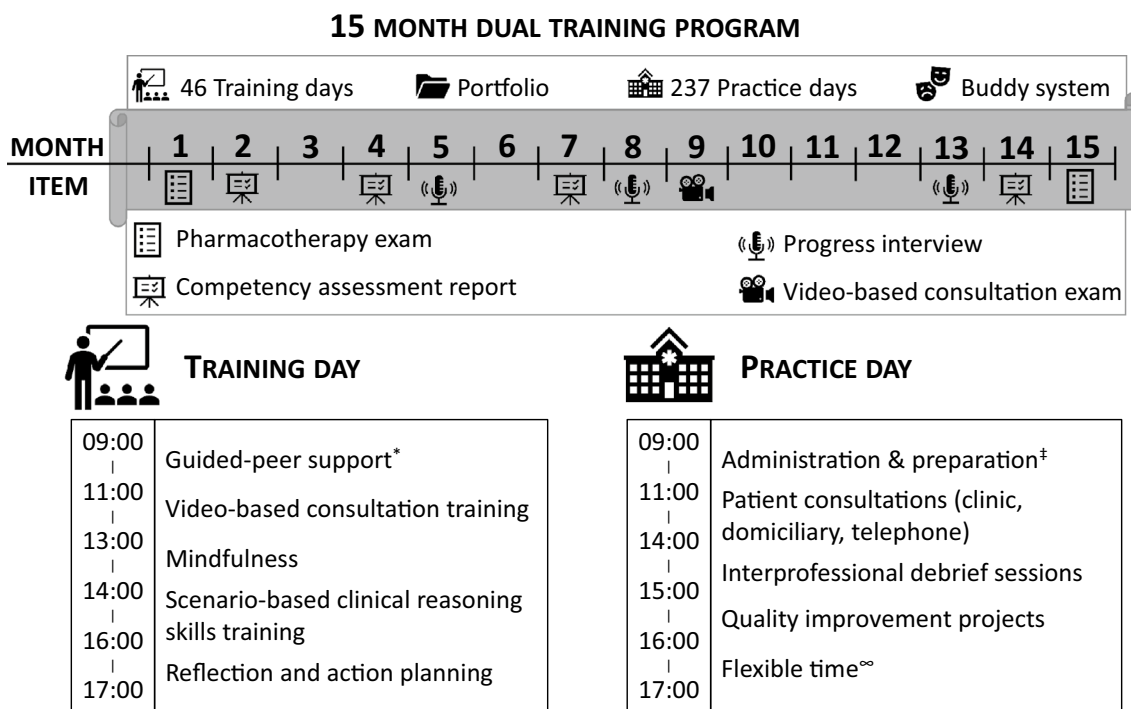 15 MONTH DUAL TRAINING PROGRAM
46 Training days Portfolio 237 Practice days Buddy system
MONTH 1 2 3 4 5 6 7 8 9 10 11 12 13 14 15
ITEM
Pharmacotherapy exam Progress interview
Competency assessment report Video-based consultation exam
TRAINING DAY
09:00
Guided-peer support*
11:00
Video-based consultation training
13:00
Mindfulness
14:00
Scenario-based clinical reasoning
skills training
16:00
Reflection and action planning
17:00
PRACTICE DAY
09:00
Administration & preparation‡
11:00
Patient consultations (clinic,
domiciliary, telephone)
14:00
Interprofessional debrief sessions
15:00
Quality improvement projects
16:00
Flexible time∞
17:00